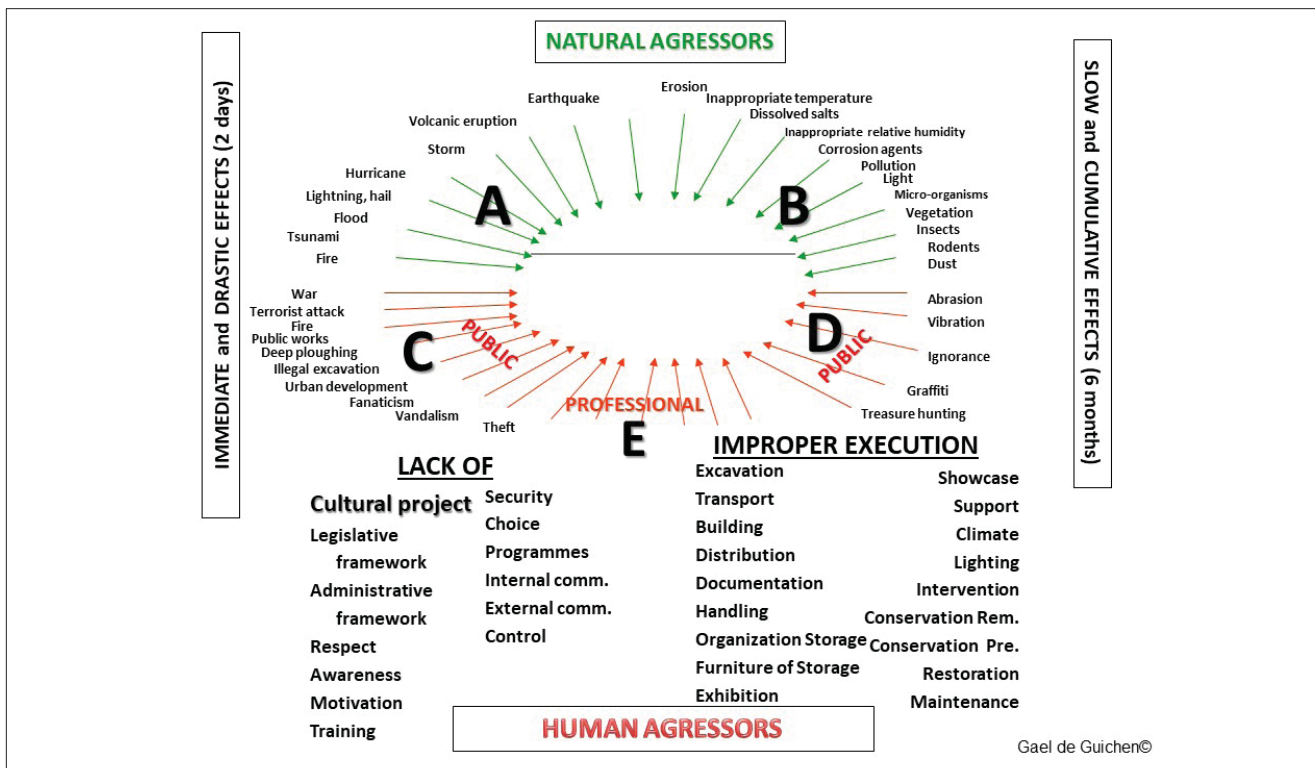 NATURAL AGRESSORS
IMMEDIATE and DRASTIC EFFECTS (2 days)
SLOW and CUMULATIVE EFFECTS (6 months)
Earthquake
Volcanic eruption
Storm
Hurricane
Lightning, hail
Flood
Tsunami
Fire
A
Erosion
Inappropriate temperature
Dissolved salts
Inappropriate relative humidity
Corrosion agents
Pollution
Light
Micro-organisms
Vegetation
Insects
Rodents
Dust
B
War
Terrorist attack
Fire
Public works
Deep ploughing
Illegal excavation
Urban development
Fanaticism
Vandalism
Theft
C
PUBLIC
Abrasion
Vibration
Ignorance
Graffiti
Treasure hunting
D
PUBLIC
PROFESSIONAL
E
LACK OF
Cultural project
Legislative
framework
Administrative
framework
Respect
Awareness
Motivation
Training
Security
Choice
Programmes
Internal comm.
External comm.
Control
IMPROPER EXECUTION
Excavation
Transport
Building
Distribution
Documentation
Handling
Organization Storage
Furniture of Storage
Exhibition
Showcase
Support
Climate
Lighting
Intervention
Conservation Rem.
Conservation Pre.
Restoration
Maintenance
HUMAN AGRESSORS
Gael de Guichen©